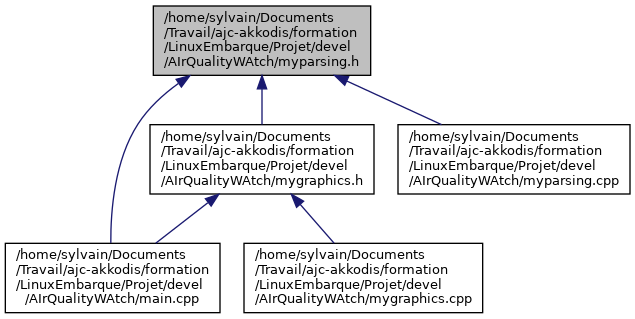 /home/sylvain/Documents
/Travail/ajc-akkodis/formation
/LinuxEmbarque/Projet/devel
/AIrQualityWAtch/myparsing.h
/home/sylvain/Documents
/Travail/ajc-akkodis/formation
/LinuxEmbarque/Projet/devel
/AIrQualityWAtch/mygraphics.h
/home/sylvain/Documents
/Travail/ajc-akkodis/formation
/LinuxEmbarque/Projet/devel
/AIrQualityWAtch/myparsing.cpp
/home/sylvain/Documents
/Travail/ajc-akkodis/formation
/LinuxEmbarque/Projet/devel
/AIrQualityWAtch/main.cpp
/home/sylvain/Documents
/Travail/ajc-akkodis/formation
/LinuxEmbarque/Projet/devel
/AIrQualityWAtch/mygraphics.cpp